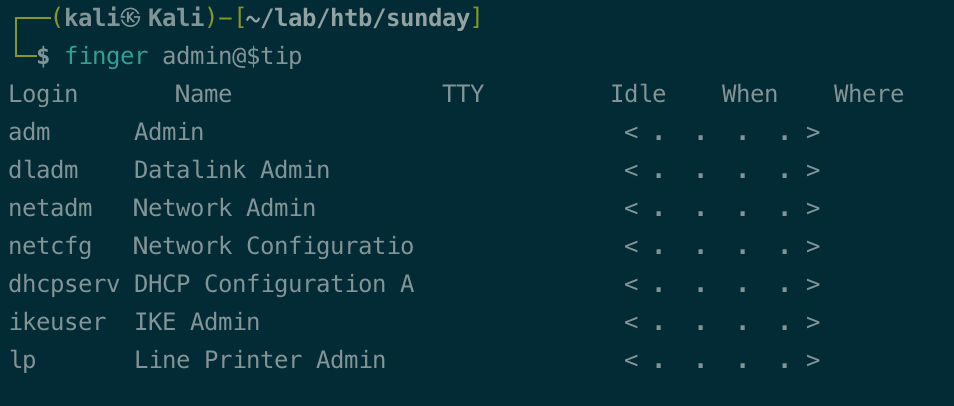 ┌──(kali㉿Kali)-[~/lab/htb/sunday]
└─$ finger admin@$tip
Login       Name               TTY         Idle    When    Where
adm      Admin                              < .  .  .  . >
dladm    Datalink Admin                     < .  .  .  . >
netadm   Network Admin                      < .  .  .  . >
netcfg   Network Configuratio               < .  .  .  . >
dhcpserv DHCP Configuration A               < .  .  .  . >
ikeuser  IKE Admin                          < .  .  .  . >
lp       Line Printer Admin                 < .  .  .  . >